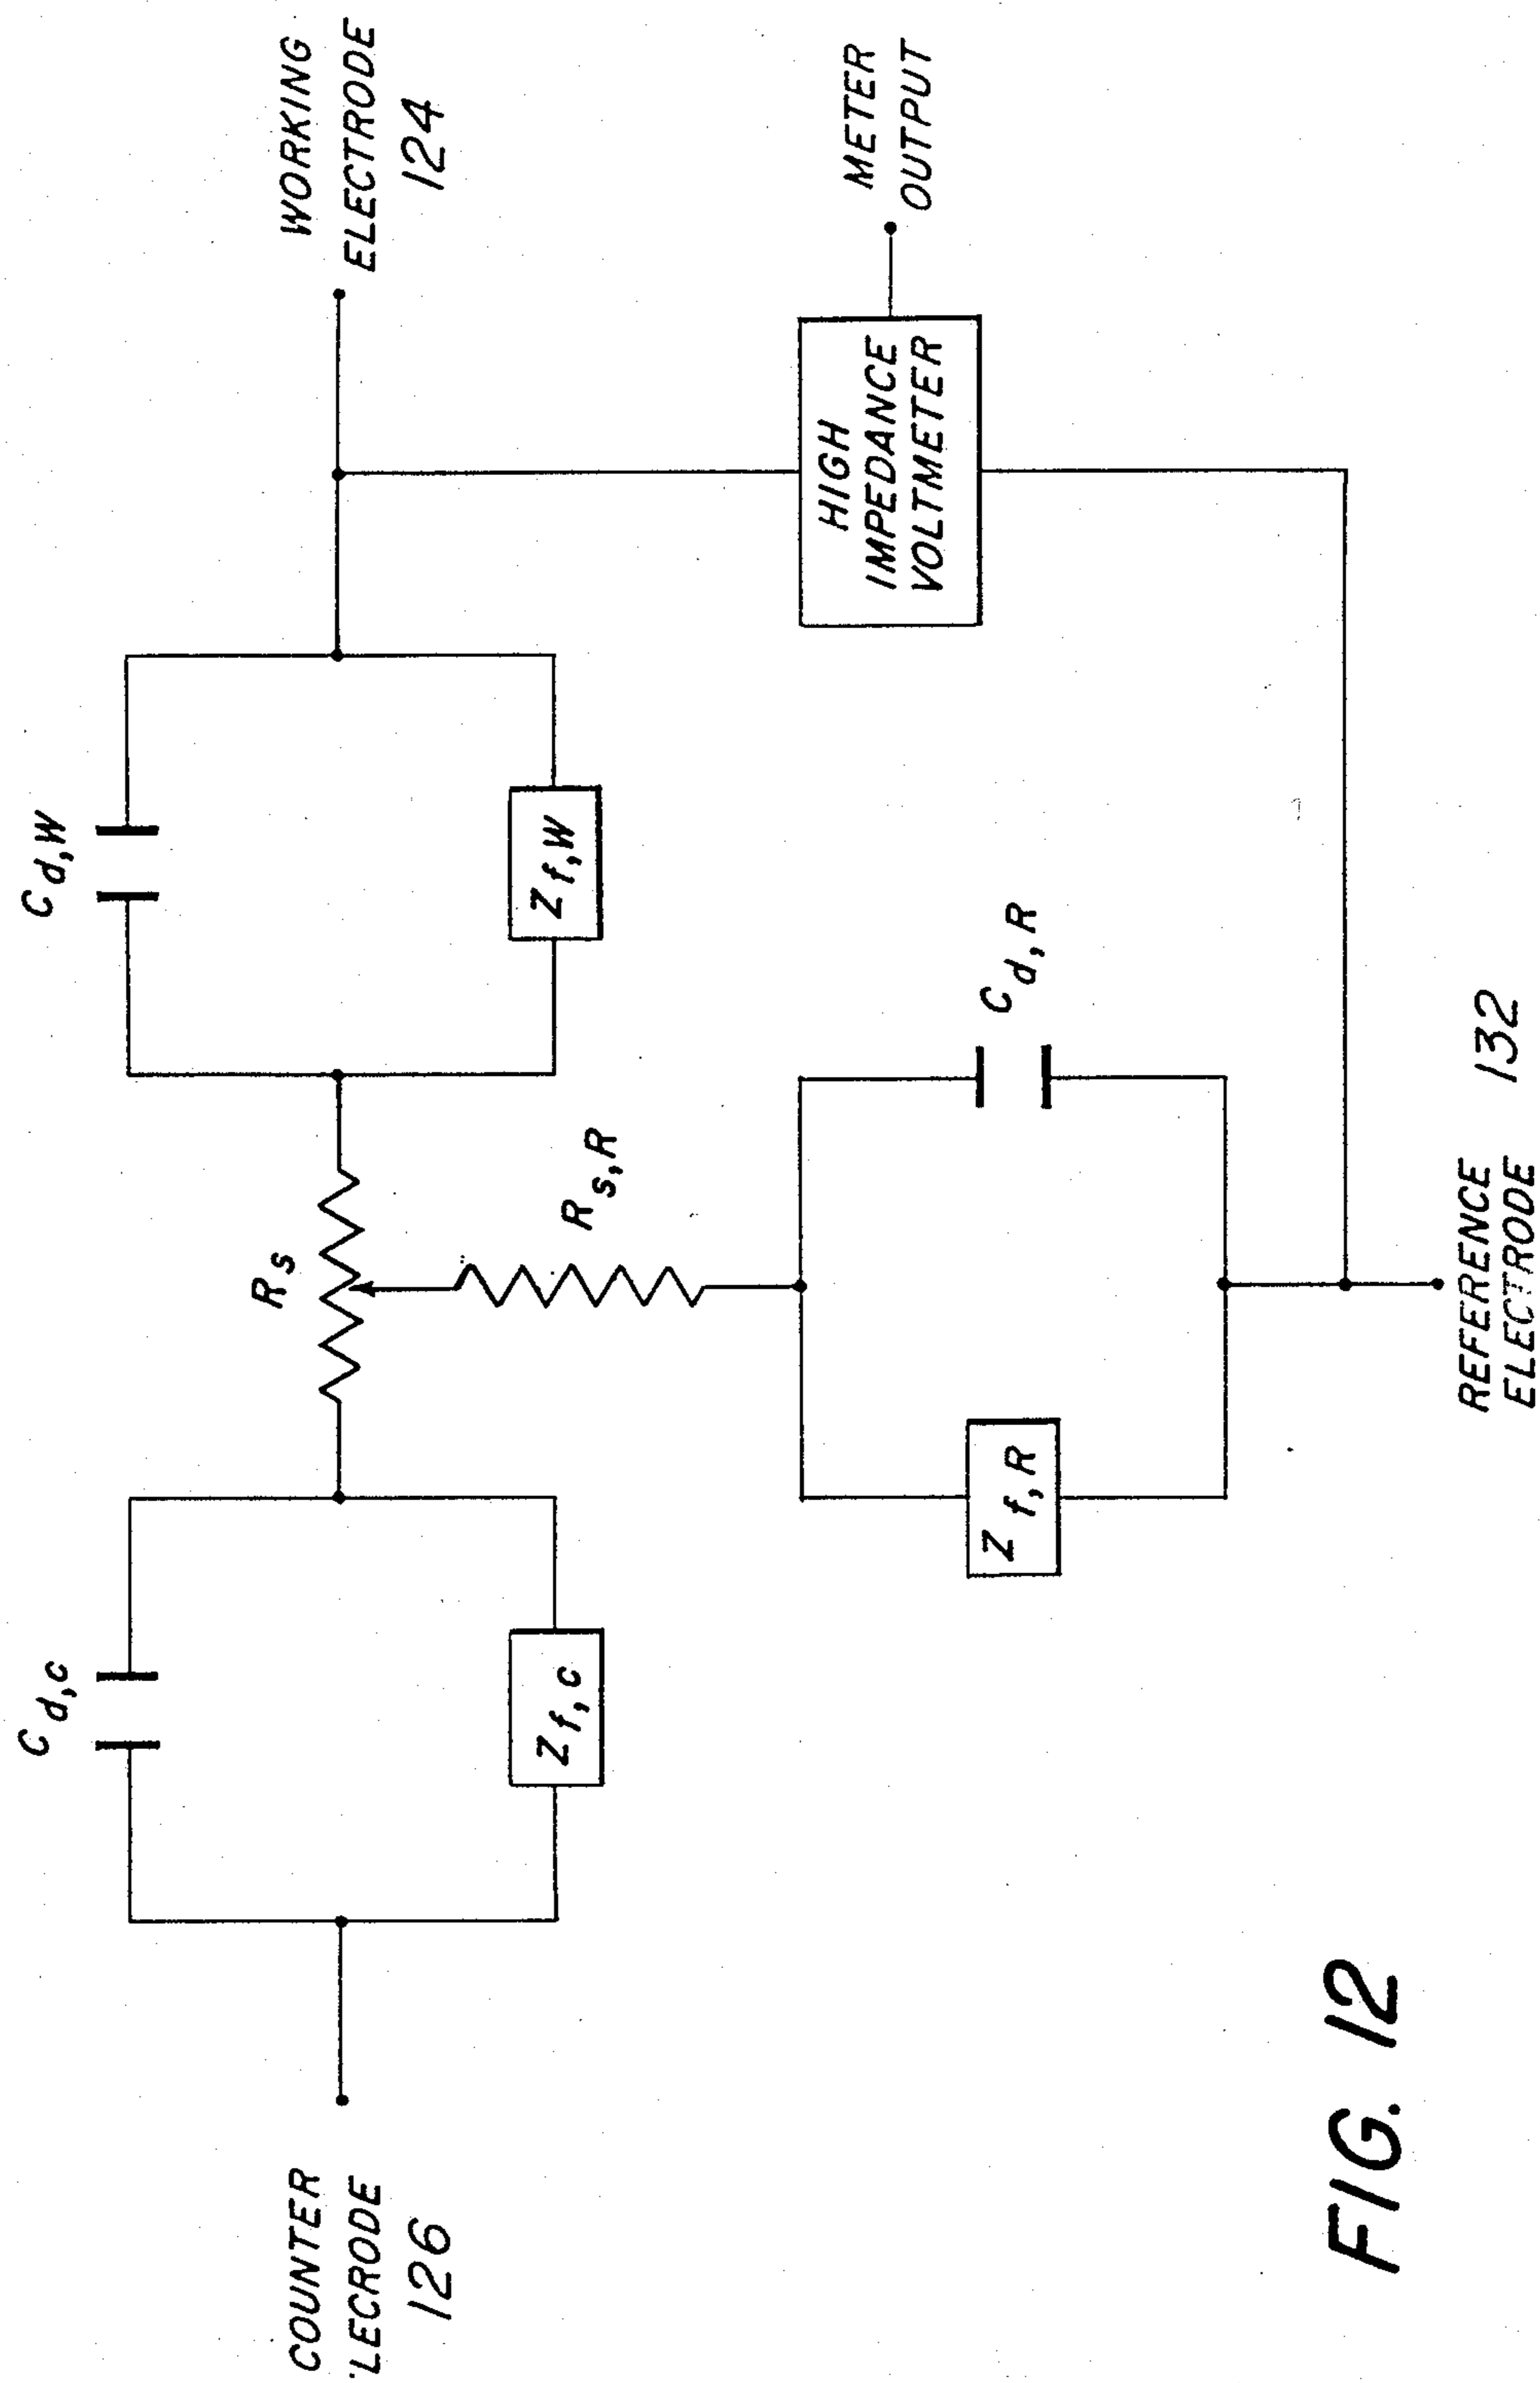 C d,c
C d,W
COUNTER
'LECRODE
126
Z f,c
R s
Z f,W
WORKING
ELECTRODE
124
R s,R
HIGH
IMPEDANCE
VOLTMETER
METER
OUTPUT
Z f,R
C d,R
REFERENCE
ELECTRODE 132
FIG. 12